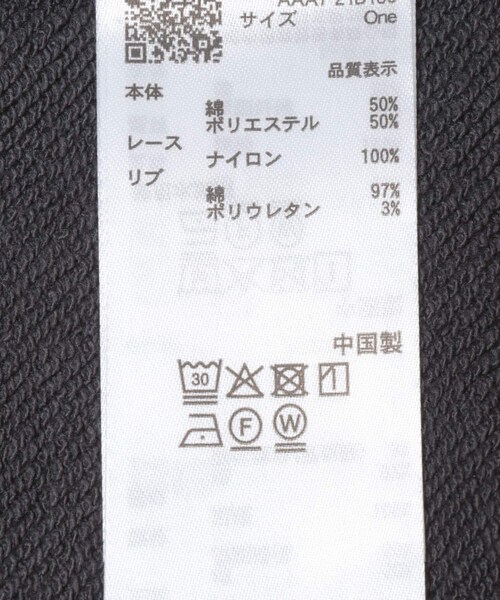 サイズ One
品質表示
本体
綿 50%
ポリエステル 50%
レース
ナイロン 100%
リブ
綿 97%
ポリウレタン 3%
中国製
30
F W